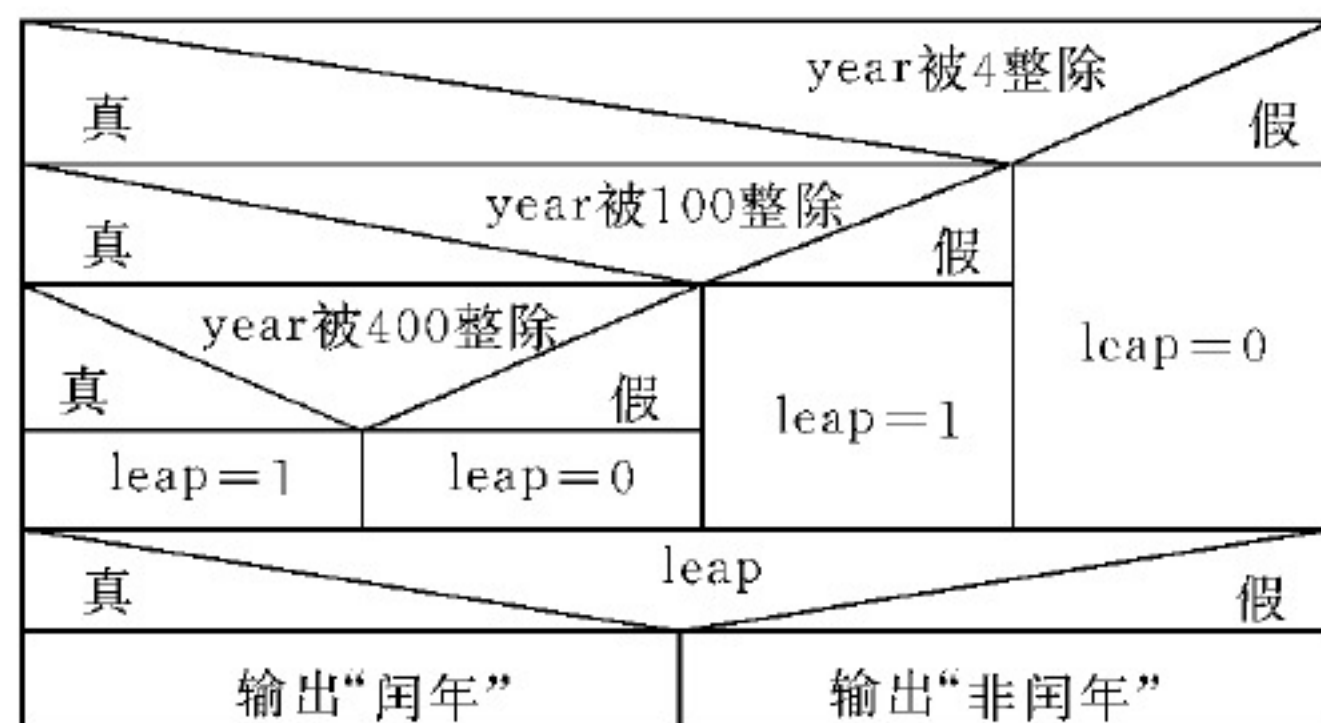 year被4整除
真 假
year被100整除
真 假
year被400整除
真 假
leap=0
leap=1
leap=1 leap=0
leap
真 假
输出“闰年” 输出“非闰年”